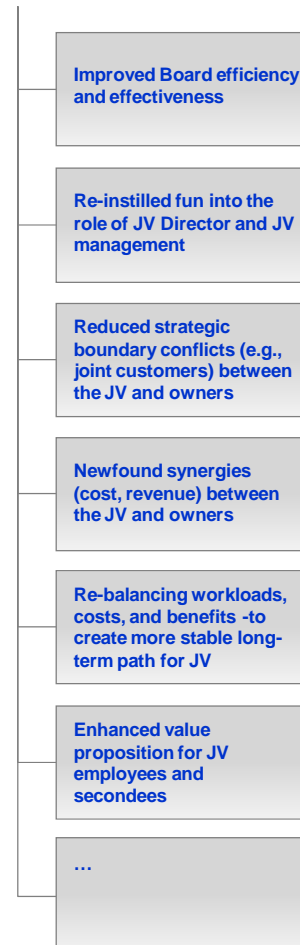 Improved Board efficiency
and effectiveness
Re-instilled fun into the
role of JV Director and JV
management
Reduced strategic
boundary conflicts (e.g.,
joint customers) between
the JV and owners
Newfound synergies
(cost, revenue) between
the JV and owners
Re-balancing workloads,
costs, and benefits -to
create more stable long-
term path for JV
Enhanced value
proposition for JV
employees and
secondees
…